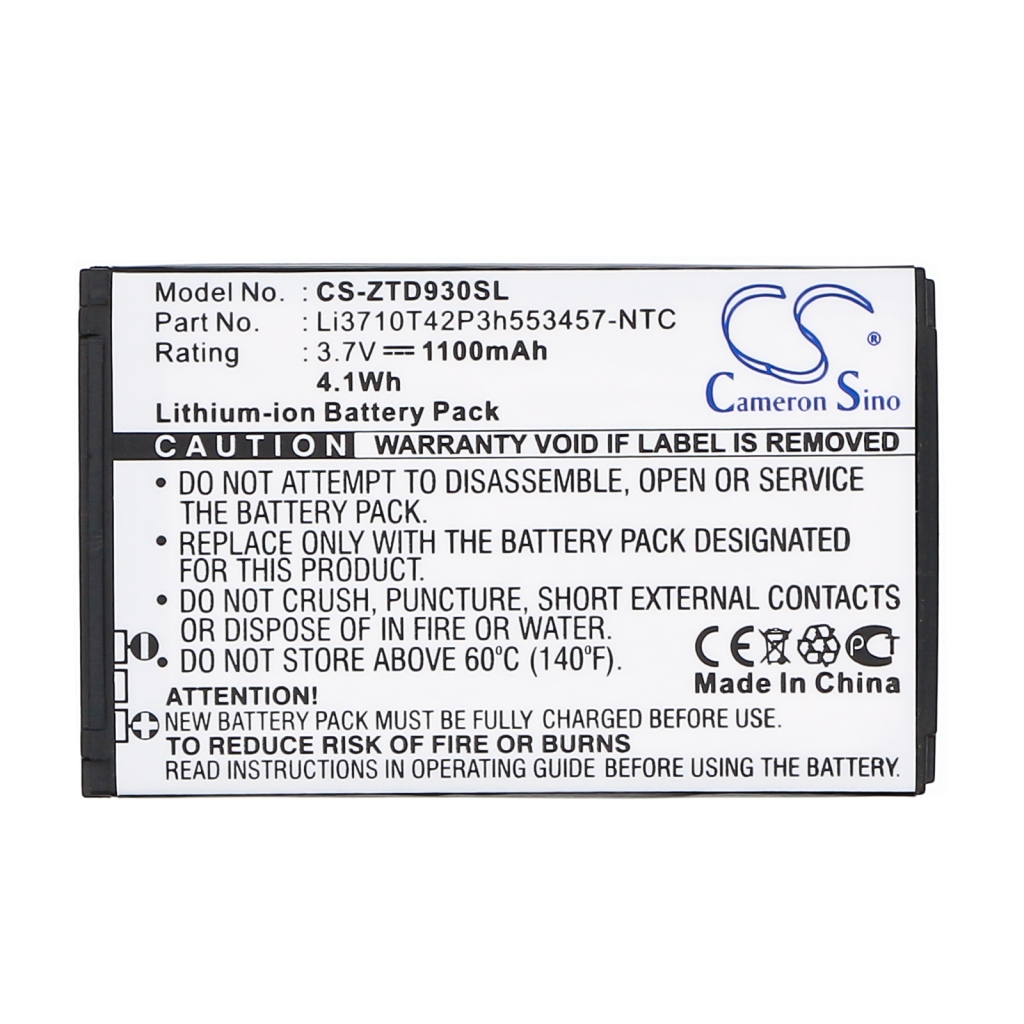 Model No. : CS-ZTD930SL
Part No. : Li3710T42P3h553457-NTC
Rating : 3.7V 1100mAh
4.1Wh
Lithium-ion Battery Pack
CS ®
Cameron Sino
CAUTION WARRANTY VOID IF LABEL IS REMOVED
• DO NOT ATTEMPT TO DISASSEMBLE, OPEN OR SERVICE
THE BATTERY PACK.
• REPLACE ONLY WITH THE BATTERY PACK DESIGNATED
FOR THIS PRODUCT.
• DO NOT CRUSH, PUNCTURE, SHORT EXTERNAL CONTACTS
OR DISPOSE OF IN FIRE OR WATER.
• DO NOT STORE ABOVE 60°C (140°F).
CE PCT
Made In China
ATTENTION!
NEW BATTERY PACK MUST BE FULLY CHARGED BEFORE USE.
TO REDUCE RISK OF FIRE OR BURNS
READ INSTRUCTIONS IN OPERATING GUIDE BEFORE USING THE BATTERY.